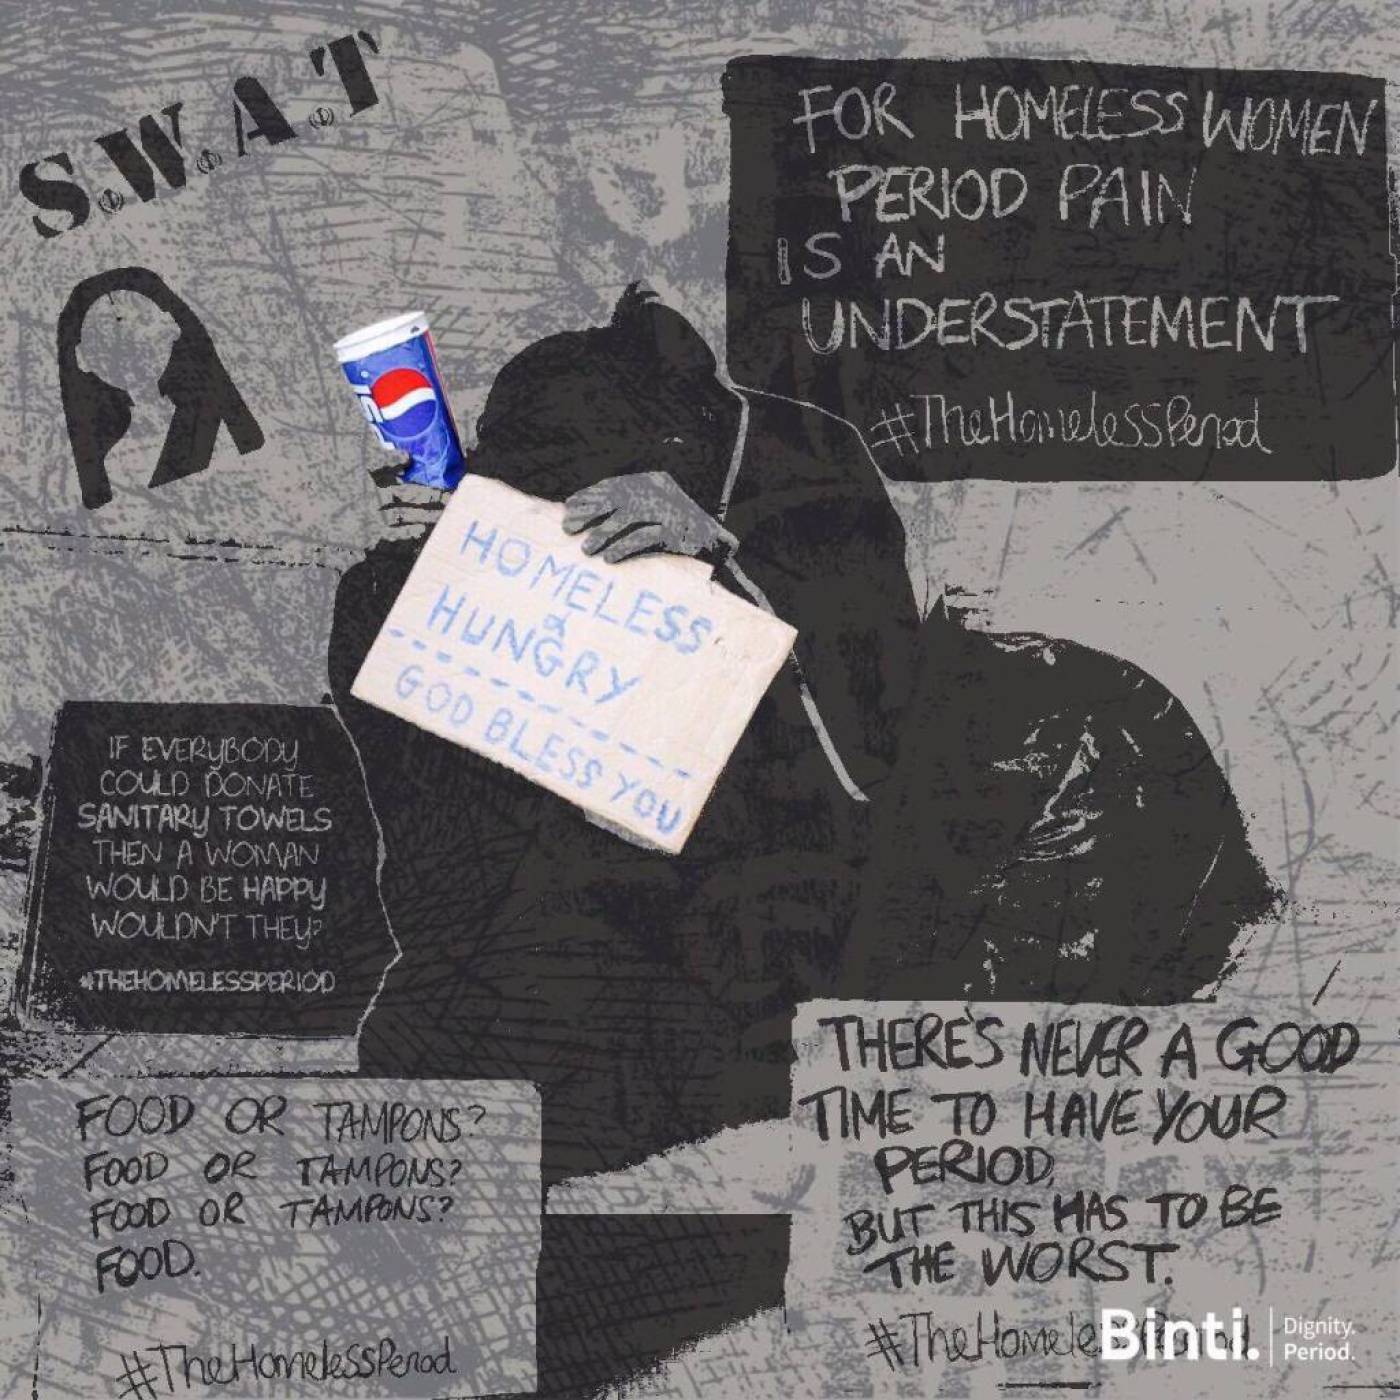 S.W.A.T
FOR HOMELESS WOMEN
PERIOD PAIN
IS AN
UNDERSTATEMENT
#TheHomelessPeriod
HOMELESS
&
HUNGRY
GOD BLESS YOU
IF EVERYBODY
COULD DONATE
SANITARY TOWELS
THEN A WOMAN
WOULD BE HAPPY
WOULDN'T THEY?
#THEHOMELESSPERIOD
FOOD OR TAMPONS?
FOOD OR TAMPONS?
FOOD OR TAMPONS?
FOOD.
#TheHomelessPeriod
THERE'S NEVER A GOOD
TIME TO HAVE YOUR
PERIOD,
BUT THIS HAS TO BE
THE WORST.
#TheHomelessPeriod
Binti.
Dignity.
Period.